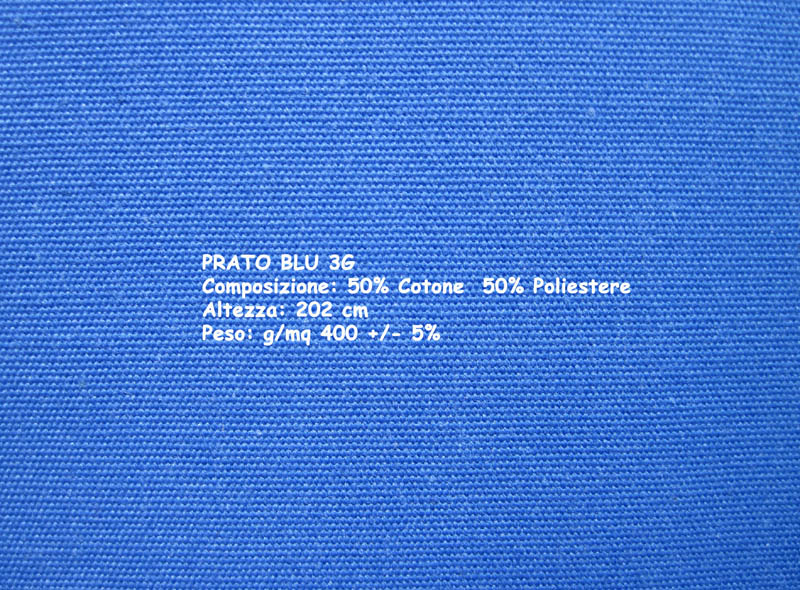 PRATO BLU 3G
Composizione: 50% Cotone  50% Poliestere
Altezza: 202 cm
Peso: g/mq 400 +/- 5%